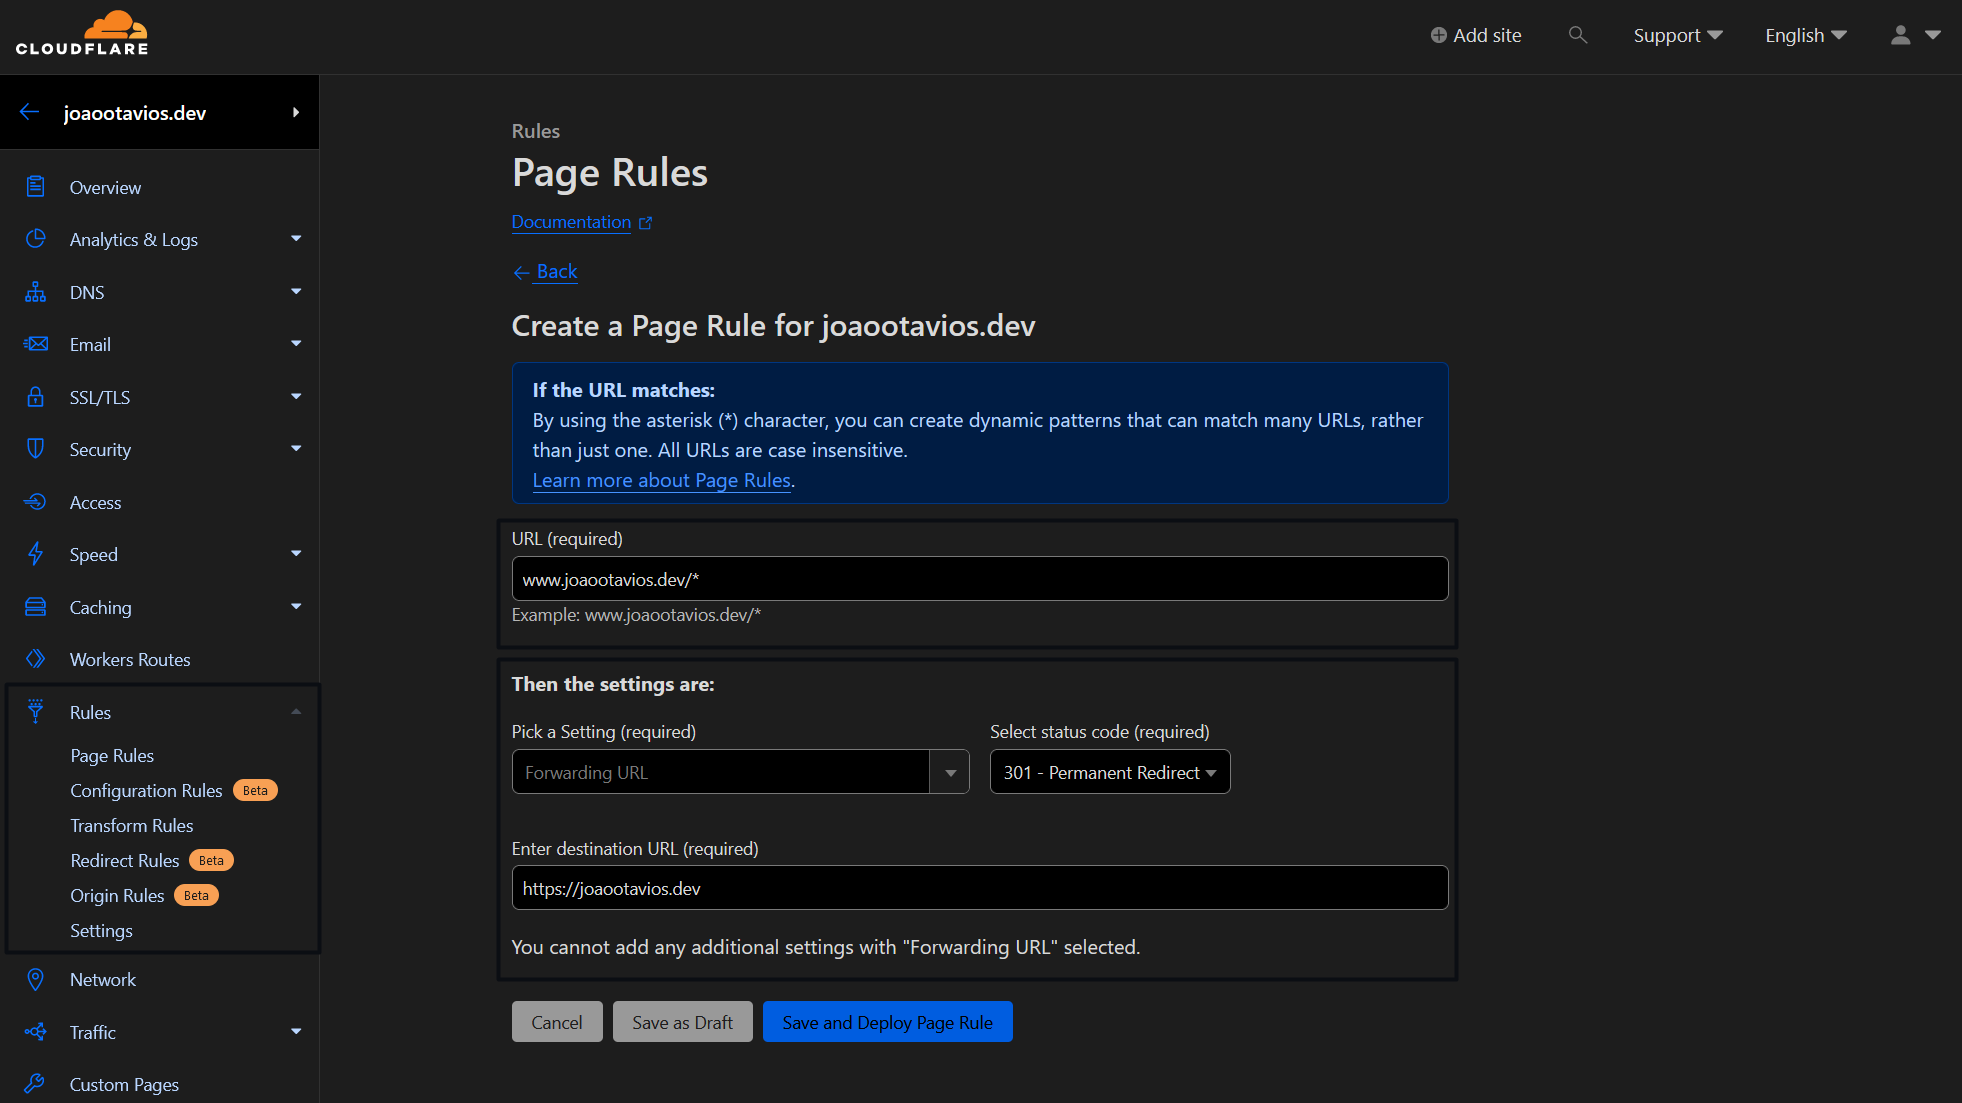 CLOUDFLARE
Add site
Support
English
joaootavios.dev
Overview
Analytics & Logs
DNS
Email
SSL/TLS
Security
Access
Speed
Caching
Workers Routes
Rules
Page Rules
Configuration Rules Beta
Transform Rules
Redirect Rules Beta
Origin Rules Beta
Settings
Network
Traffic
Custom Pages
Rules
Page Rules
Documentation
Back
Create a Page Rule for joaootavios.dev
If the URL matches:
By using the asterisk (*) character, you can create dynamic patterns that can match many URLs, rather
than just one. All URLs are case insensitive.
Learn more about Page Rules.
URL (required)
www.joaootavios.dev/*
Example: www.joaootavios.dev/*
Then the settings are:
Pick a Setting (required)
Select status code (required)
Forwarding URL
301 - Permanent Redirect
Enter destination URL (required)
https://joaootavios.dev
You cannot add any additional settings with "Forwarding URL" selected.
Cancel
Save as Draft
Save and Deploy Page Rule